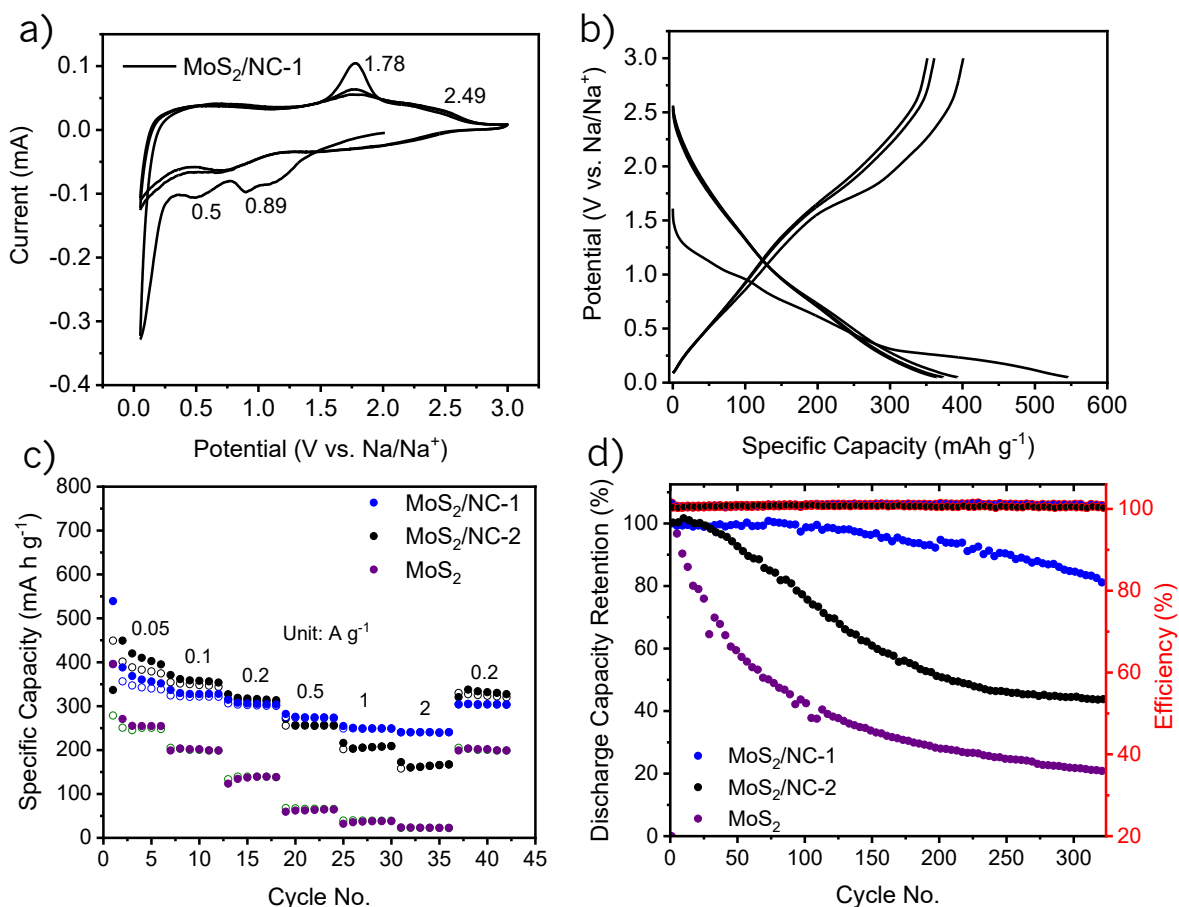 a)
MoS₂/NC-1
1.78
2.49
0.5
0.89
0.1
0.0
-0.1
-0.2
-0.3
-0.4
Current (mA)
0.0 0.5 1.0 1.5 2.0 2.5 3.0
Potential (V vs. Na/Na⁺)
b)
3.0
2.5
2.0
1.5
1.0
0.5
0.0
Potential (V vs. Na/Na⁺)
0 100 200 300 400 500 600
Specific Capacity (mAh g⁻¹)
c)
800
700
600
500
400
300
200
100
0
Specific Capacity (mA h g⁻¹)
MoS₂/NC-1
MoS₂/NC-2
MoS₂
Unit: A g⁻¹
0.05
0.1
0.2
0.5
1
2
0.2
0 5 10 15 20 25 30 35 40 45
Cycle No.
d)
100
80
60
40
20
0
Discharge Capacity Retention (%)
MoS₂/NC-1
MoS₂/NC-2
MoS₂
100
80
60
40
20
Efficiency (%)
0 50 100 150 200 250 300
Cycle No.